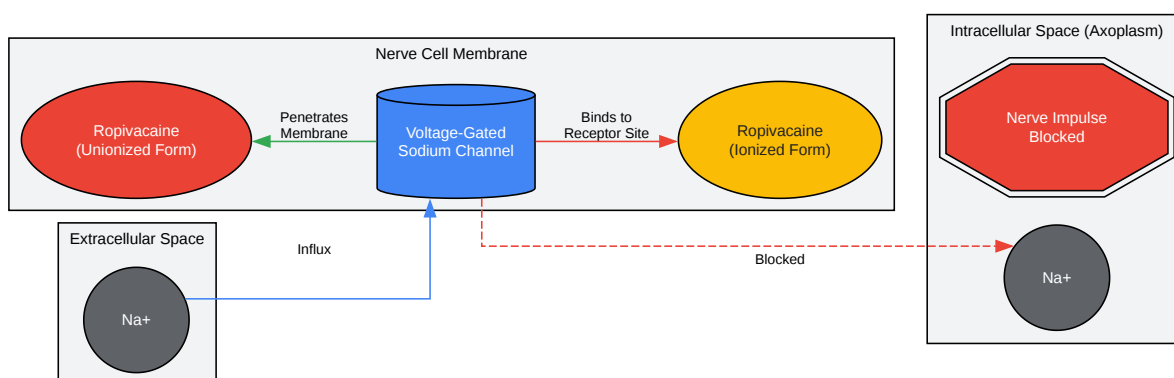 Intracellular Space (Axoplasm)
Nerve Cell Membrane
Ropivacaine
(Unionized Form)
Penetrates
Membrane
Voltage-Gated
Sodium Channel
Binds to
Receptor Site
Ropivacaine
(Ionized Form)
Nerve Impulse
Blocked
Extracellular Space
Influx
Blocked
Na+
Na+